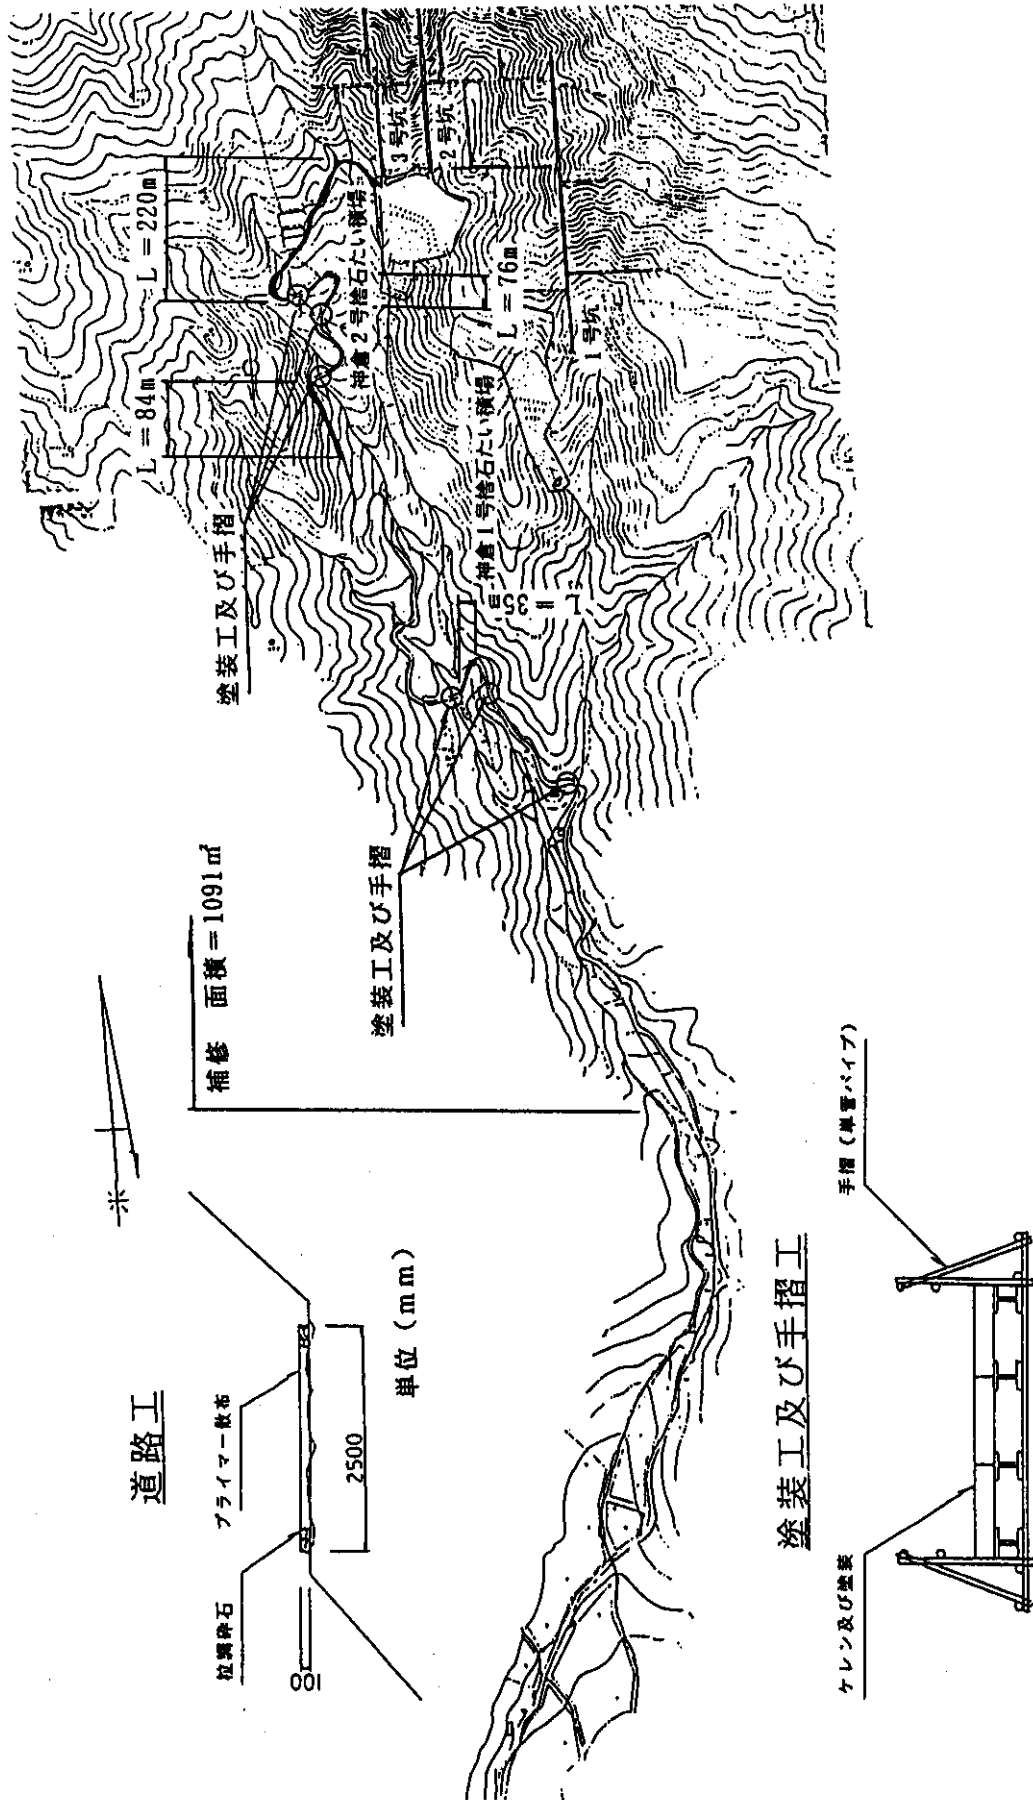 道路工
粒調砕石
プライマー散布
100
2500
単位 (mm)
補修 面積=1091㎡
塗装工及び手摺
塗装工及び手摺
L=84m
L=220m
神倉2号捨石たい積場
3号坑
2号坑
L=76m
神倉1号捨石たい積場
1号坑
L=35m
塗装工及び手摺工
ケレン及び塗装
手摺 (単管パイプ)